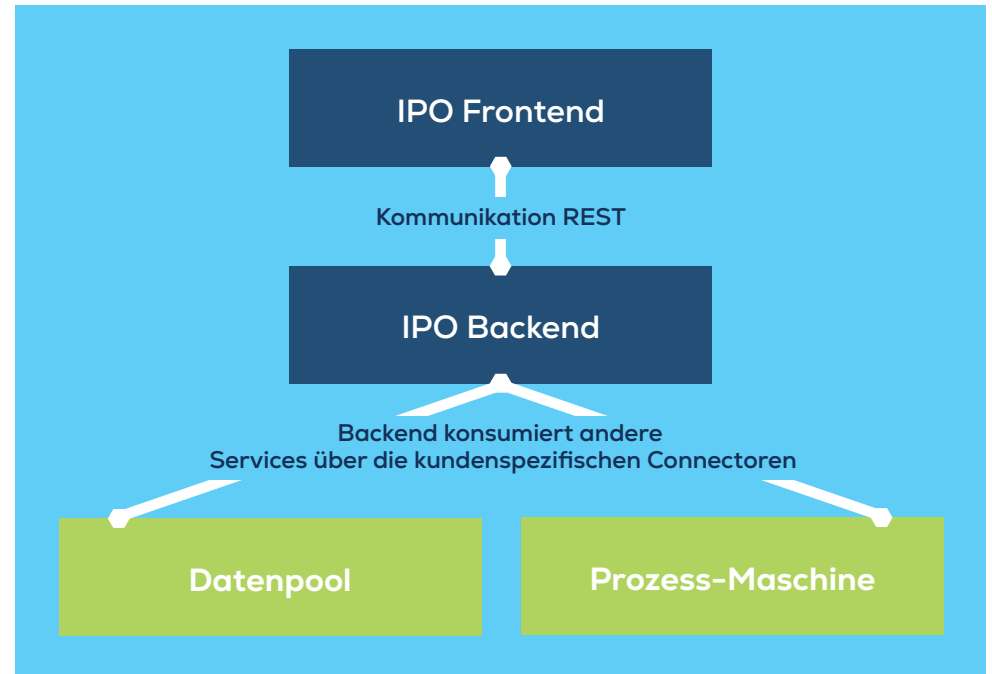 IPO Frontend
Kommunikation REST
IPO Backend
Backend konsumiert andere
Services über die kundenspezifischen Connectoren
Datenpool
Prozess-Maschine